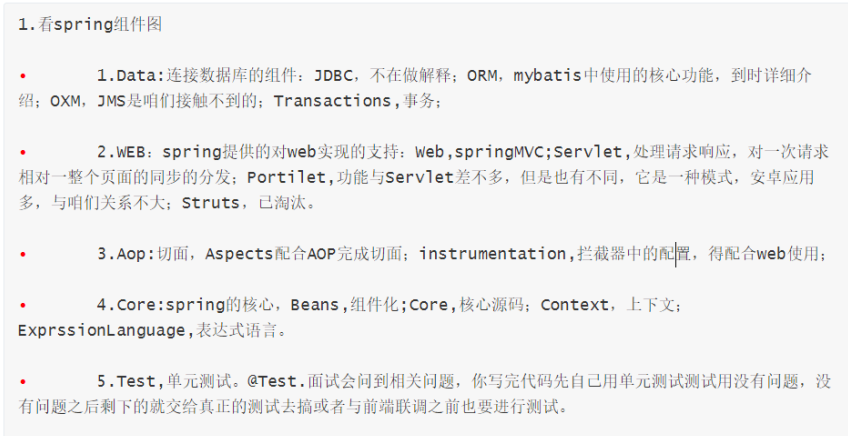 1.看spring组件图
• 1.Data:连接数据库的组件: JDBC, 不在做解释; ORM, mybatis中使用的核心功能, 到时详细介
绍; OXM, JMS是咱们接触不到的; Transactions,事务;
• 2.WEB: spring提供的对web实现的支持: Web,springMVC;Servlet,处理请求响应, 对一次请求
相对一整个页面的同步的分发; Portilet,功能与Servlet差不多, 但是也有不同, 它是一种模式, 安卓应用
多, 与咱们关系不大; Struts, 已淘汰。
• 3.Aop:切面, Aspects配合AOP完成切面; instrumentation,拦截器中的配置, 得配合web使用;
• 4.Core:spring的核心, Beans,组件化;Core,核心源码; Context, 上下文;
ExprssionLanguage,表达式语言。
• 5.Test,单元测试。@Test.面试会问到相关问题, 你写完代码先自己用单元测试测试用没有问题, 没
有问题之后剩下的就交给真正的测试去搞或者与前端联调之前也要进行测试。